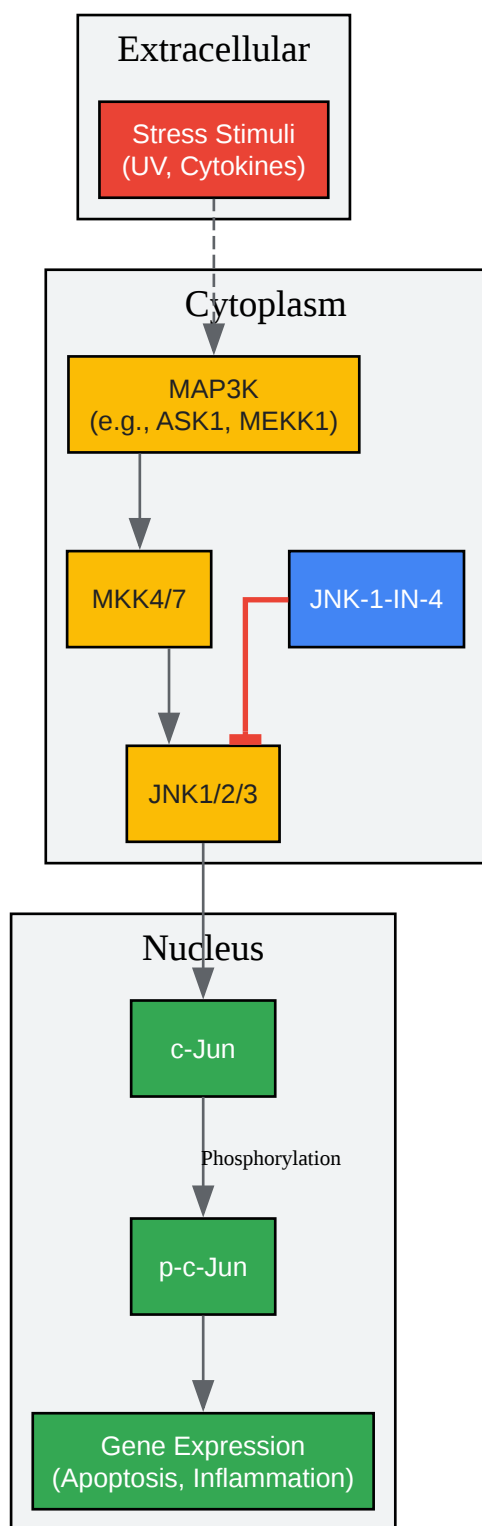 Extracellular
Stress Stimuli
(UV, Cytokines)
Cytoplasm
MAP3K
(e.g., ASK1, MEKK1)
MKK4/7
JNK-1-IN-4
JNK1/2/3
Nucleus
c-Jun
Phosphorylation
p-c-Jun
Gene Expression
(Apoptosis, Inflammation)